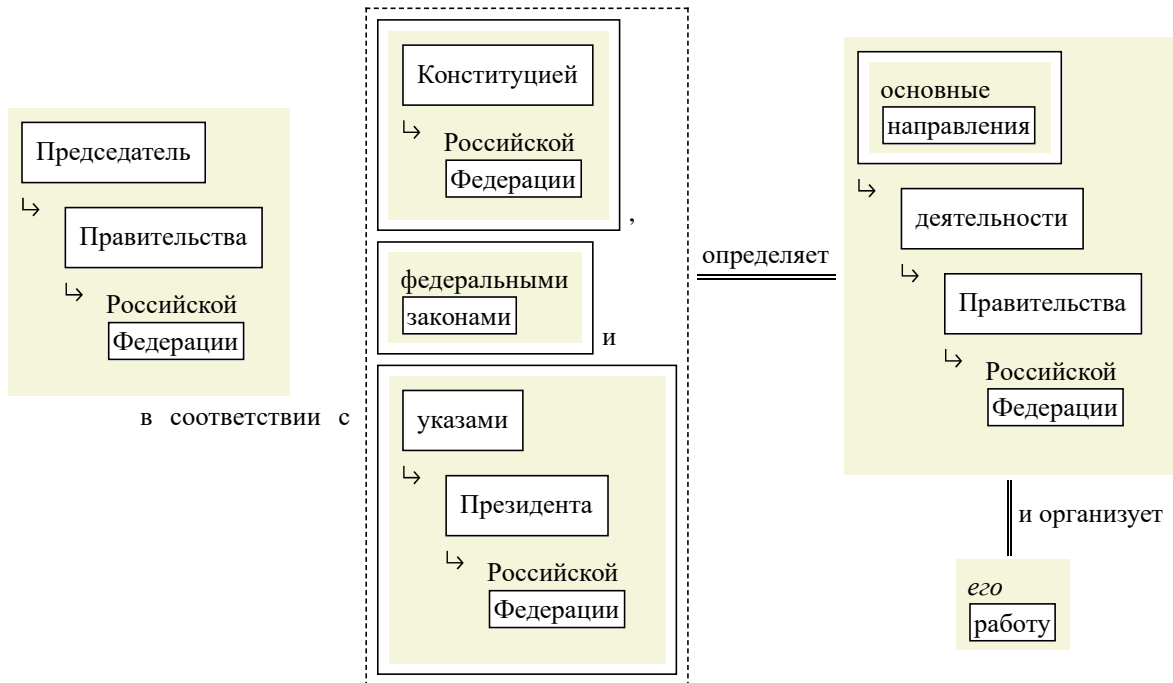 Председатель
Правительства
Российской
Федерации
в соответствии с
Конституцией
Российской
Федерации
,
федеральными
законами
и
указами
Президента
Российской
Федерации
определяет
основные
направления
деятельности
Правительства
Российской
Федерации
и организует
его
работу